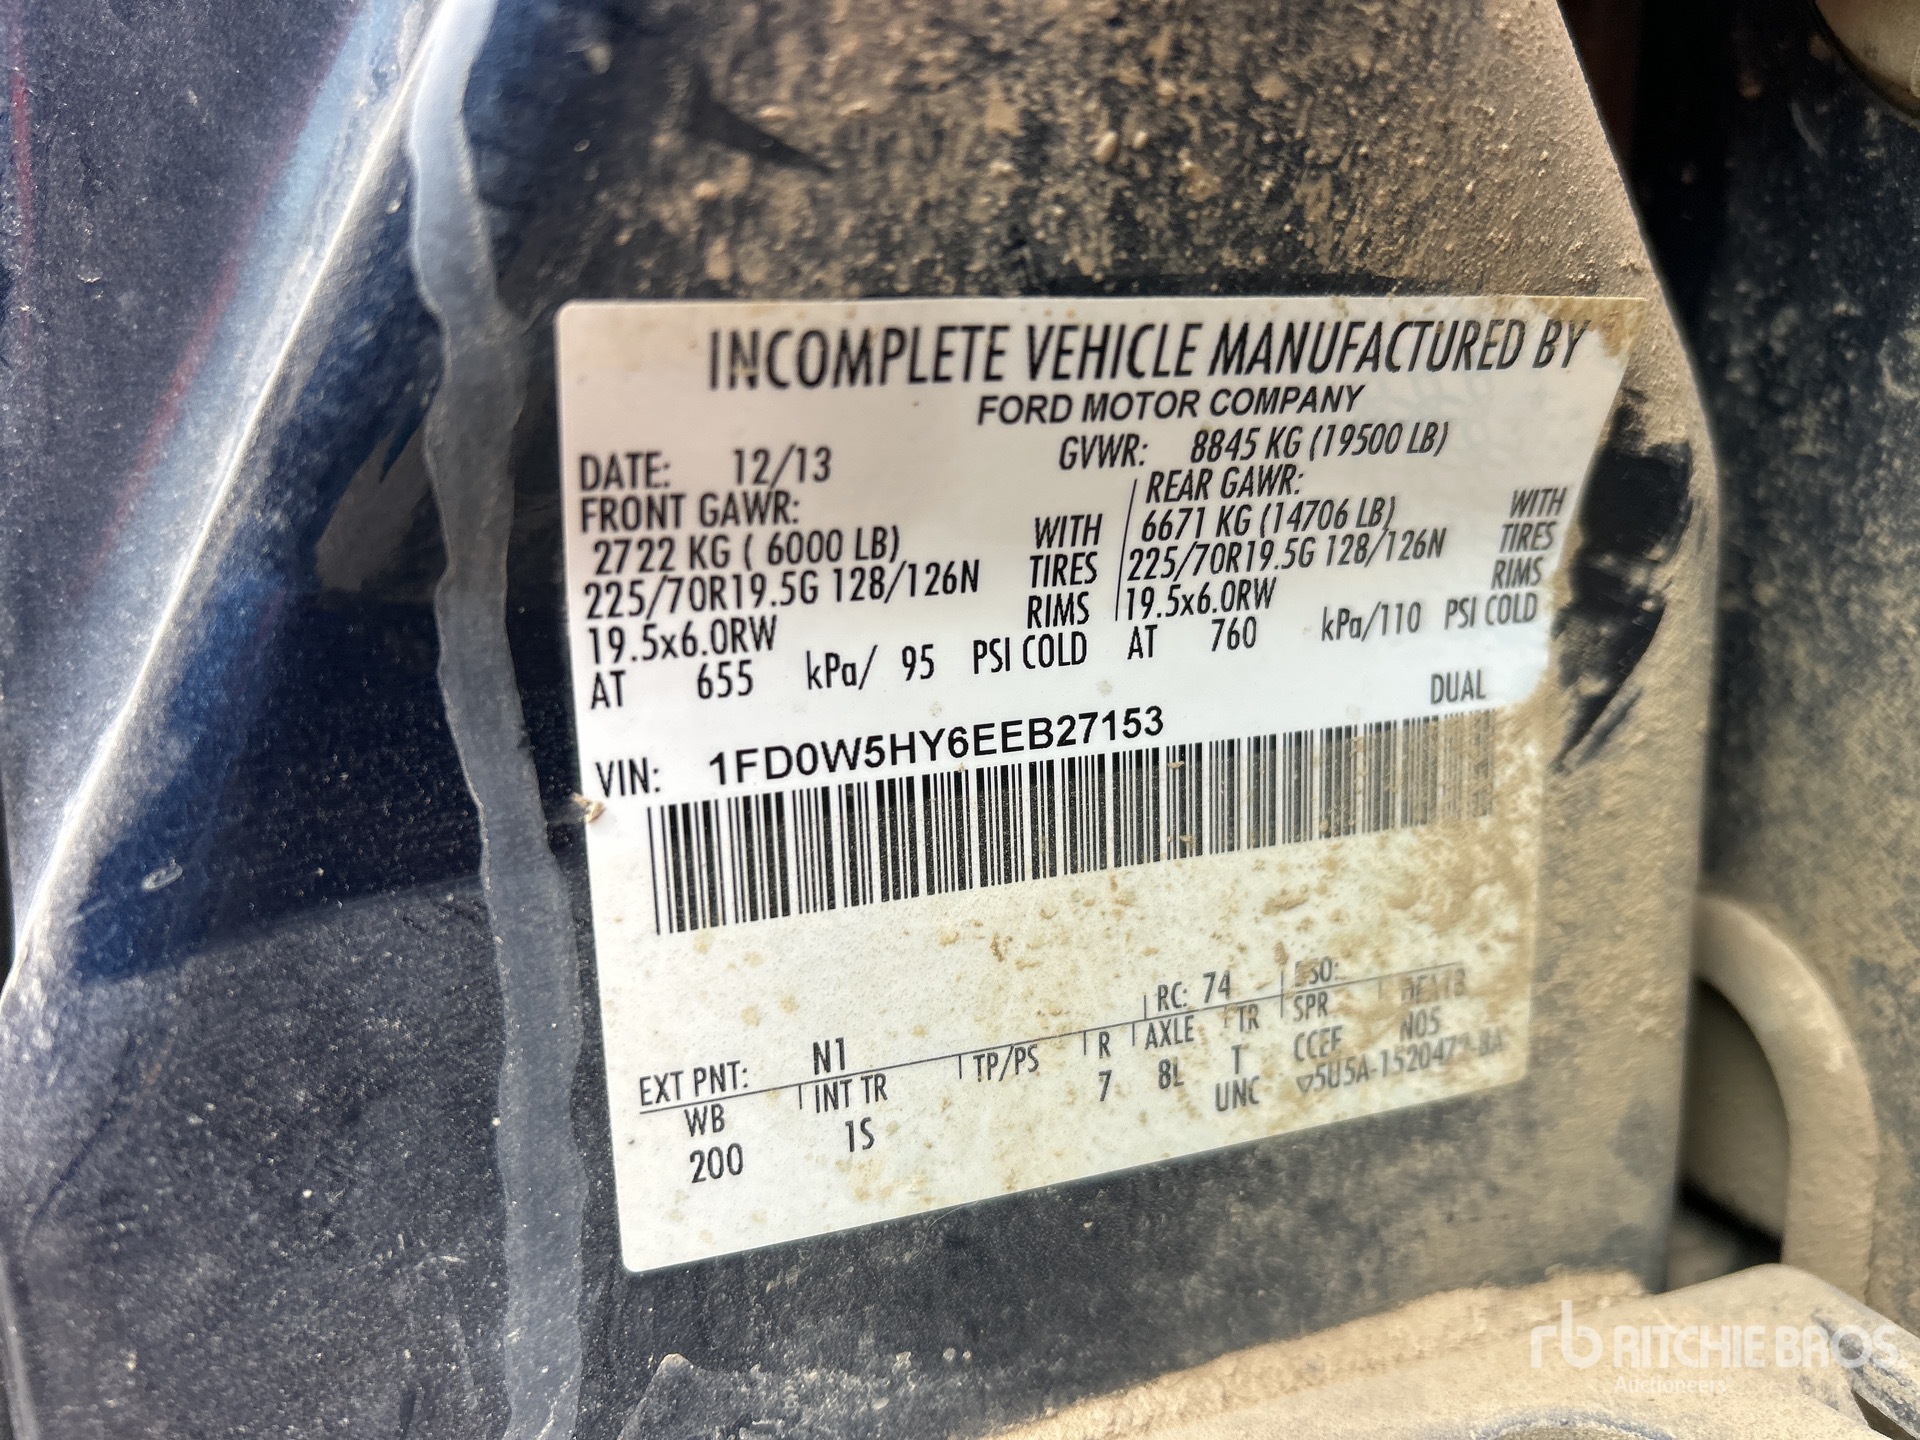 INCOMPLETE VEHICLE MANUFACTURED BY
FORD MOTOR COMPANY
DATE: 12/13 GVWR: 8845 KG (19500 LB)
FRONT GAWR: REAR GAWR:
2722 KG ( 6000 LB) WITH 6671 KG (14706 LB) WITH
225/70R19.5G 128/126N TIRES 225/70R19.5G 128/126N TIRES
19.5x6.0RW RIMS 19.5x6.0RW RIMS
AT 655 kPa/ 95 PSI COLD AT 760 kPa/110 PSI COLD
DUAL
VIN: 1FD0W5HY6EEB27153
EXT PNT: N1 RC: 74 DSO:
WB INT TR TP/PS R AXLE TR SPR
200 1S 7 8L T CCEF N05
UNC
rb RITCHIE BROS.
Auctioneers